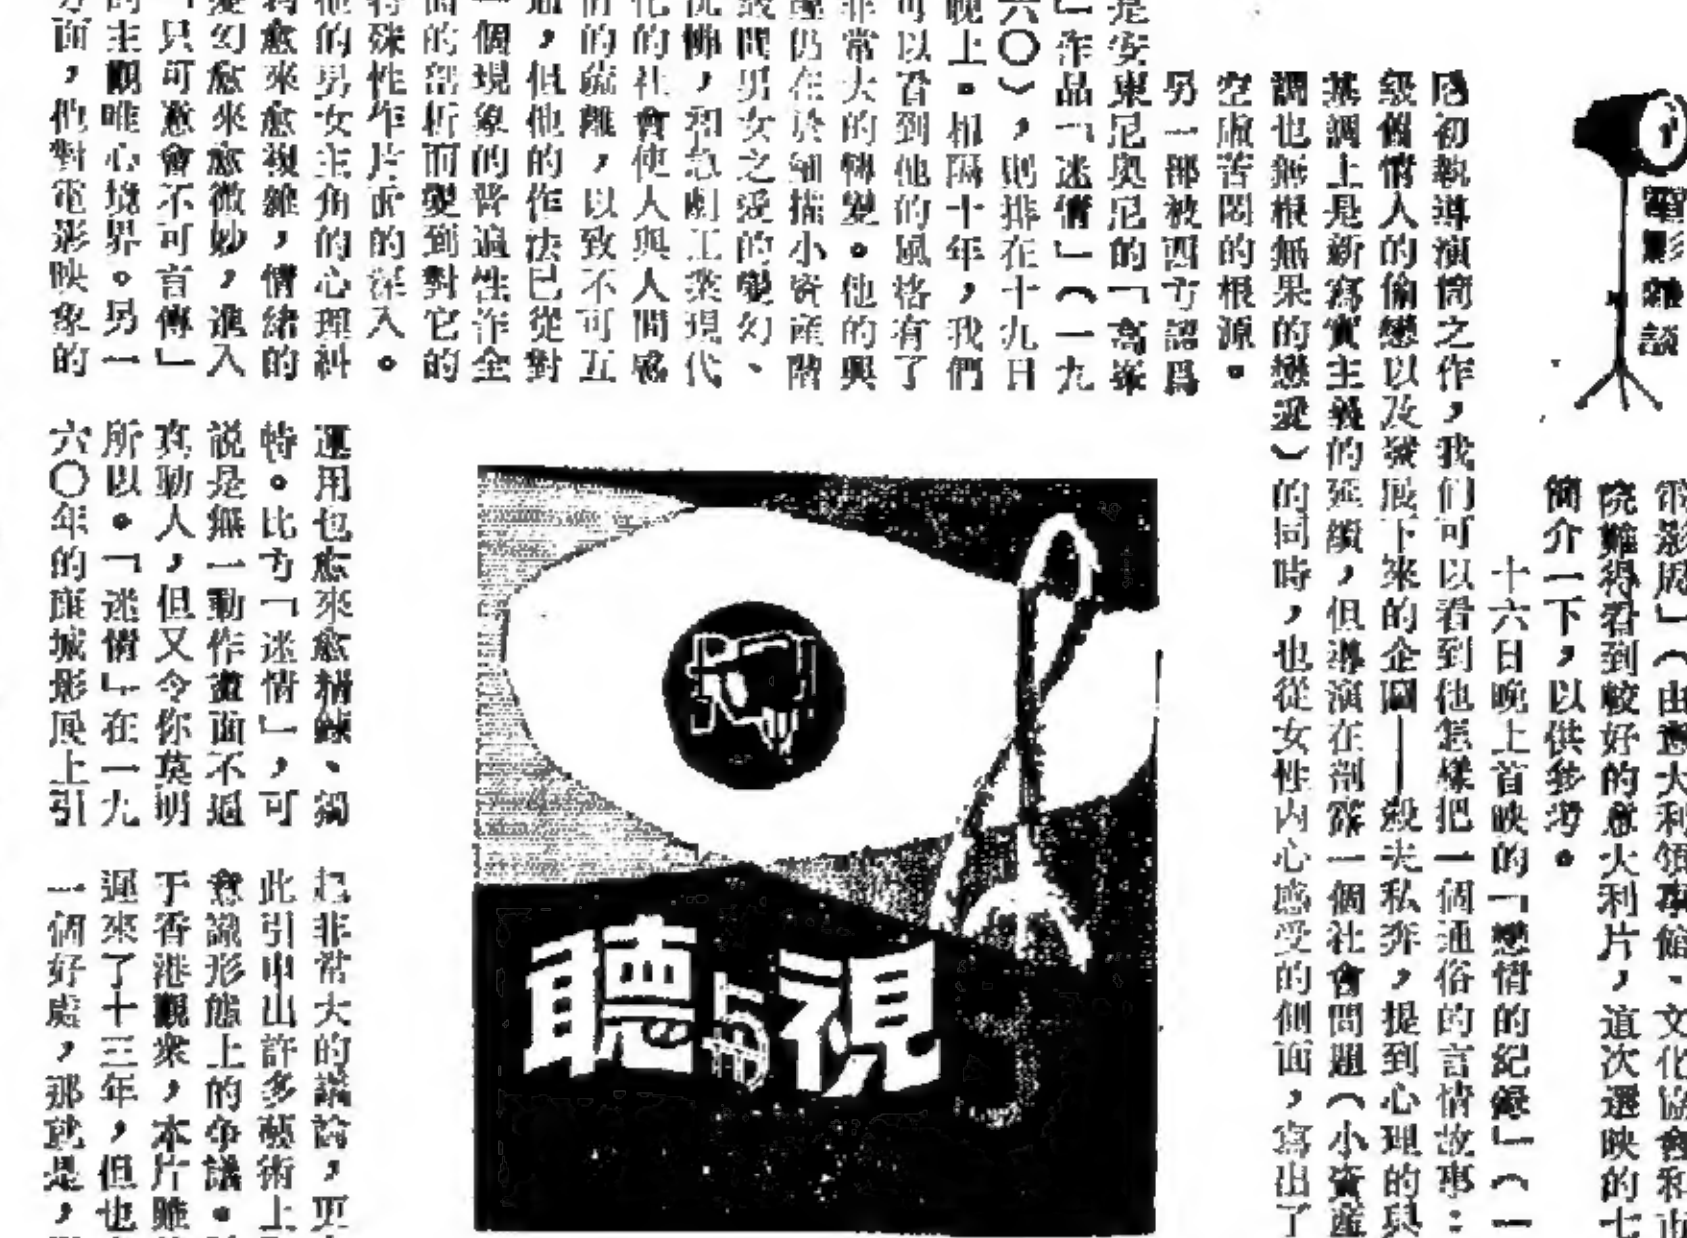 電影雜談
電影周」（由意大利領事館、文化協會和市
院難得看到較好的意大利片，這次選映的七
簡介一下，以供參考。
十六日晚上首映的「戀情的紀錄」（一
尼初執導演筒之作，我们可以看到他怎樣把一個通俗的言情故事：
級個情人的偷戀以及發展下來的企圖——殺夫私奔，提到心理的與
基調上是新寫實主義的延續，但導演在剖露一個社會問題（小資產
調也無根無果的戀愛）的同時，也從女性內心感受的側面，寫出了
空虛苦悶的根源。
另一部被西方認爲
是安東尼奧尼的「高峯
」作品「迷情」（一九
六〇），則排在十九日
晚上。相隔十年，我們
可以看到他的風格有了
非常大的轉變。他的興
仍在於細描小資產階
級間男女之愛的變幻、
恍惚，和急劇工業現代
化的社會使人與人間感
情的疏離，以致不可互
通，但他的作法已從對
一個現象的普遍性作全
面的剖析而變到對它的
特殊性作片面的深入。
他的男女主角的心理糾
愈來愈複雜，情緒的
變幻愈來愈微妙，進入
「只可意會不可言傳」
的主觀唯心境界。另一
方面，他對電影映象的
運用也愈來愈精鍊、獨
特。比方「迷情」，可
說是無一動作畫面不逼
真動人，但又令你莫明
所以。「迷情」在一九
六〇年的康城影展上引
起非常大的議論，更
此引申出許多藝術上
意識形態上的争議。
于香港觀衆，本片雖
遲來了十三年，但也
一個好處，那就是，
聽与視